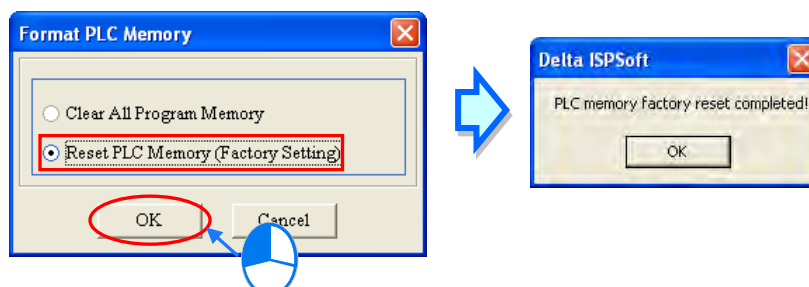 Format PLC Memory
Clear All Program Memory
Reset PLC Memory (Factory Setting)
OK
Cancel
Delta ISPSoft
PLC memory factory reset completed!
OK